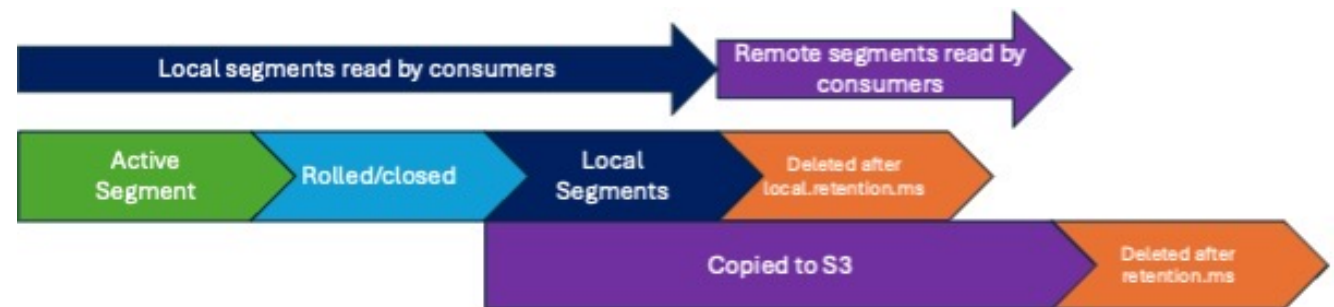 Local segments read by consumers
Remote segments read by
consumers
Active
Segment
Rolled/closed
Local
Segments
Deleted after
local.retention.ms
Copied to S3
Deleted after
retention.ms